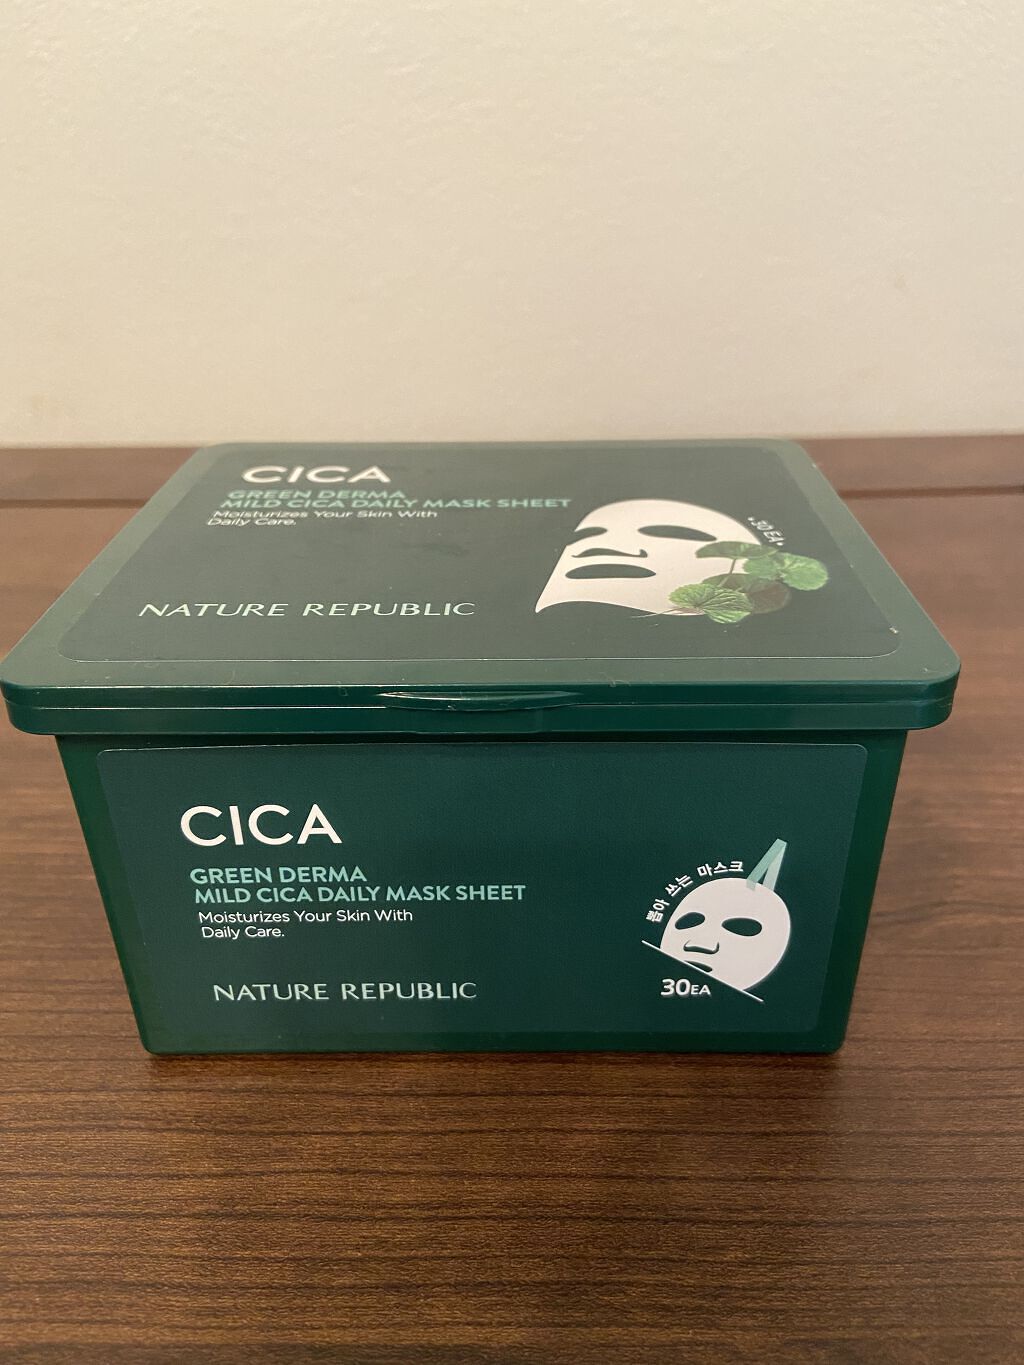 CICA
GREEN DERMA
MILD CICA DAILY MASK SHEET
Moisturizes Your Skin With
Daily Care.
• 30 EA •
NATURE REPUBLIC
CICA
GREEN DERMA
MILD CICA DAILY MASK SHEET
Moisturizes Your Skin With
Daily Care.
NATURE REPUBLIC
뽑아 쓰는 마스크
30EA